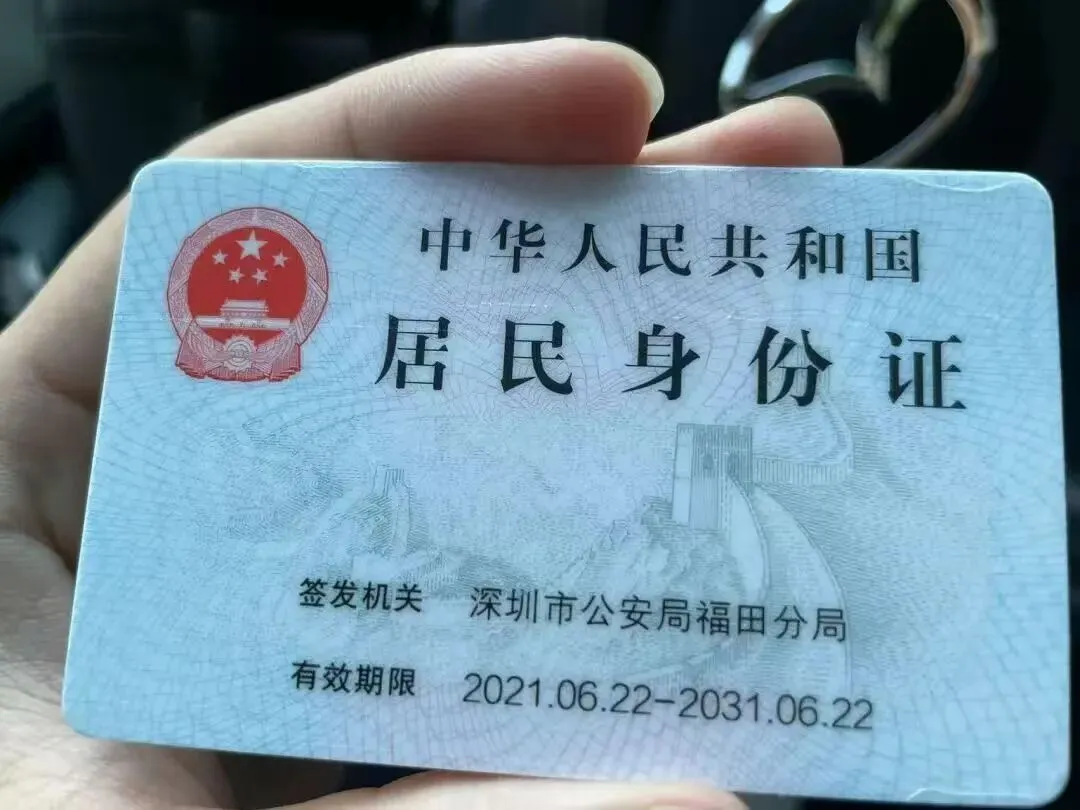 中华人民共和国
居民身份证
签发机关 深圳市公安局福田分局
有效期限 2021.06.22-2031.06.22